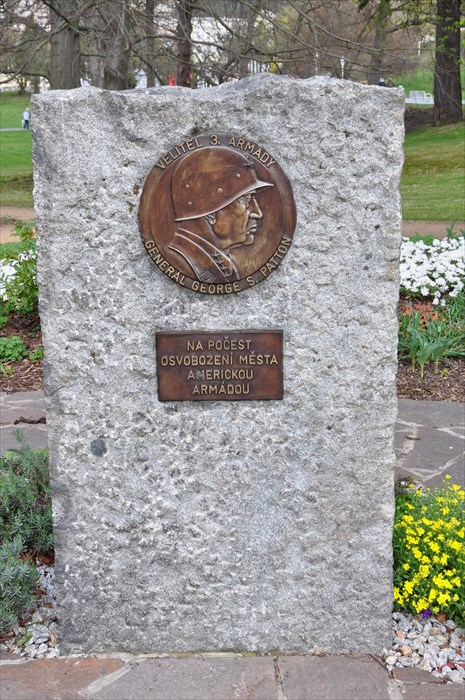 VELITEL 3. ARMÁDY
GENERAL GEORGE S. PATTON
NA POČEST
OSVOBOZENÍ MĚSTA
AMERICKOU
ARMÁDOU